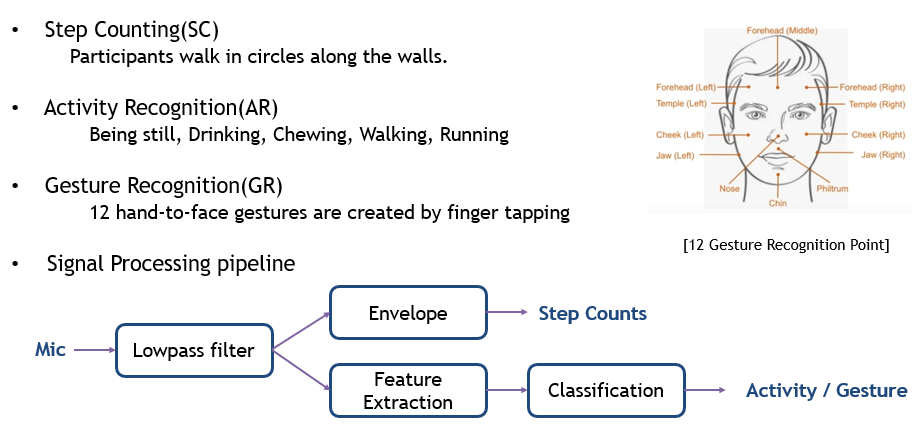 • Step Counting(SC)
Participants walk in circles along the walls.
• Activity Recognition(AR)
Being still, Drinking, Chewing, Walking, Running
• Gesture Recognition(GR)
12 hand-to-face gestures are created by finger tapping
• Signal Processing pipeline
Forehead (Middle)
Forehead (Left)
Forehead (Right)
Temple (Left)
Temple (Right)
Cheek (Left)
Cheek (Right)
Jaw (Left)
Jaw (Right)
Nose
Philtrum
Chin
[12 Gesture Recognition Point]
Mic
Lowpass filter
Envelope
Step Counts
Feature
Extraction
Classification
Activity / Gesture